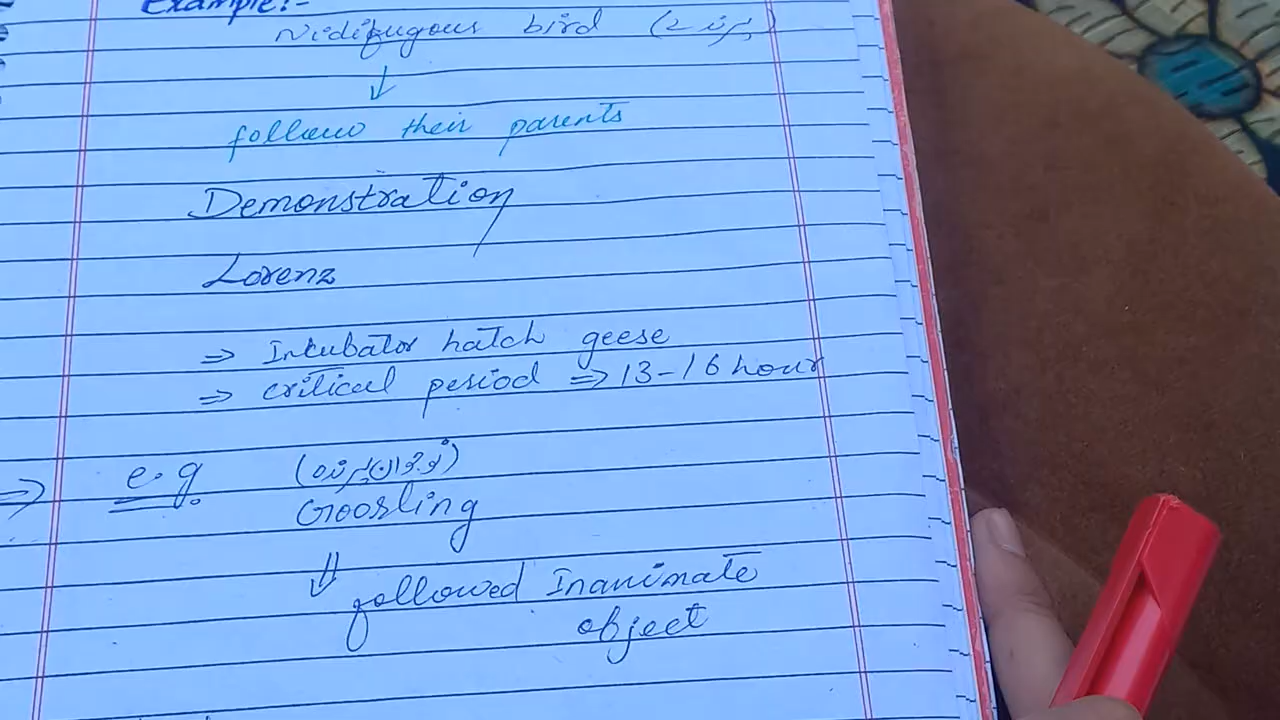 Example:-
Nidifugous bird
↓
follow their parents
Demonstration
Lorenz
⇒ Incubator hatch geese
⇒ critical period ⇒ 13-16 hour
⇒ e.g
Goosling
⇓ followed Inanimate
object